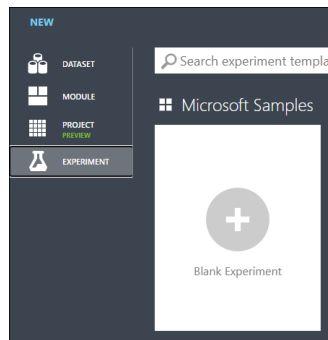 NEW
DATASET
MODULE
PROJECT
PREVIEW
EXPERIMENT
Search experiment templa
Microsoft Samples
Blank Experiment